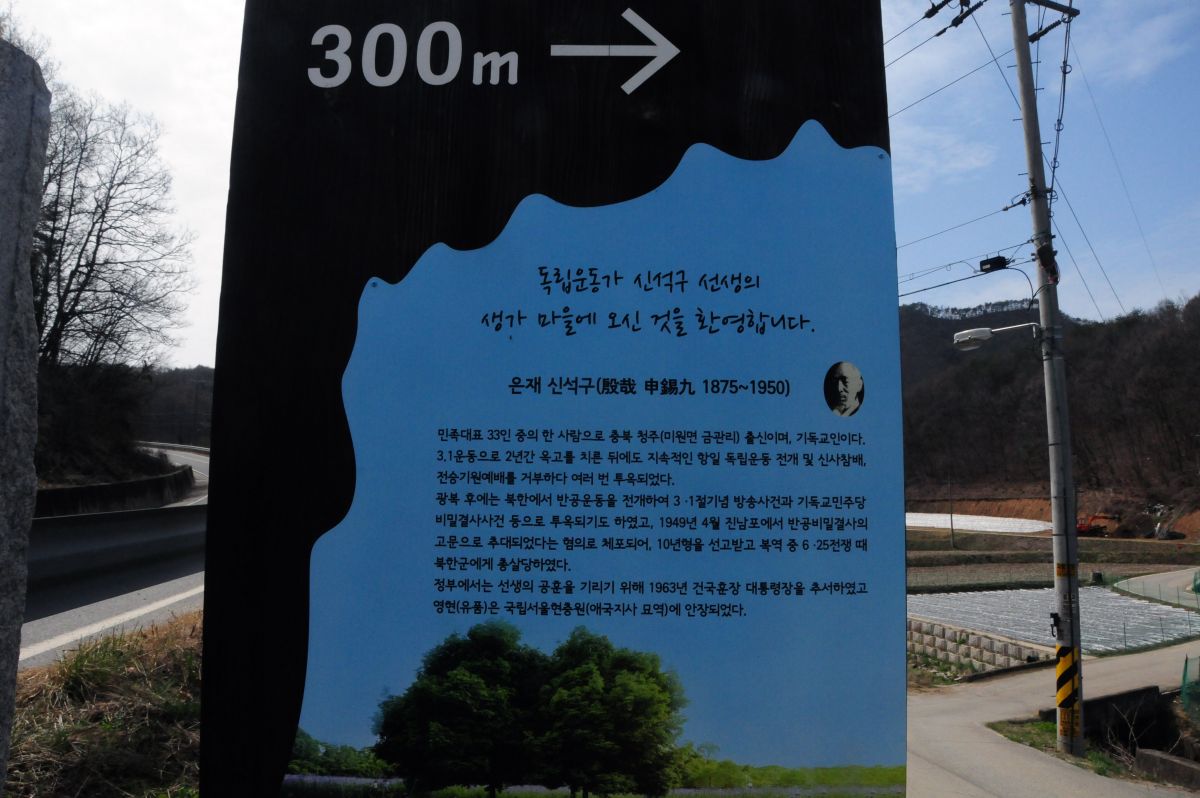 300m →
독립운동가 신석구 선생의
생가 마을에 오신 것을 환영합니다.
은재 신석구(殷哉 申錫九 1875~1950)
민족대표 33인 중의 한 사람으로 충북 청주(미원면 금관리) 출신이며, 기독교인이다.
3.1운동으로 2년간 옥고를 치른 뒤에도 지속적인 항일 독립운동 전개 및 신사참배,
전승기원예배를 거부하다 여러 번 투옥되었다.
광복 후에는 북한에서 반공운동을 전개하여 3·1절기념 방송사건과 기독교민주당
비밀결사사건 등으로 투옥되기도 하였고, 1949년 4월 진남포에서 반공비밀결사의
고문으로 추대되었다는 혐의로 체포되어, 10년형을 선고받고 복역 중 6·25전쟁 때
북한군에게 총살당하였다.
정부에서는 선생의 공훈을 기리기 위해 1963년 건국훈장 대통령장을 추서하였고
영현(유품)은 국립서울현충원(애국지사 묘역)에 안장되었다.